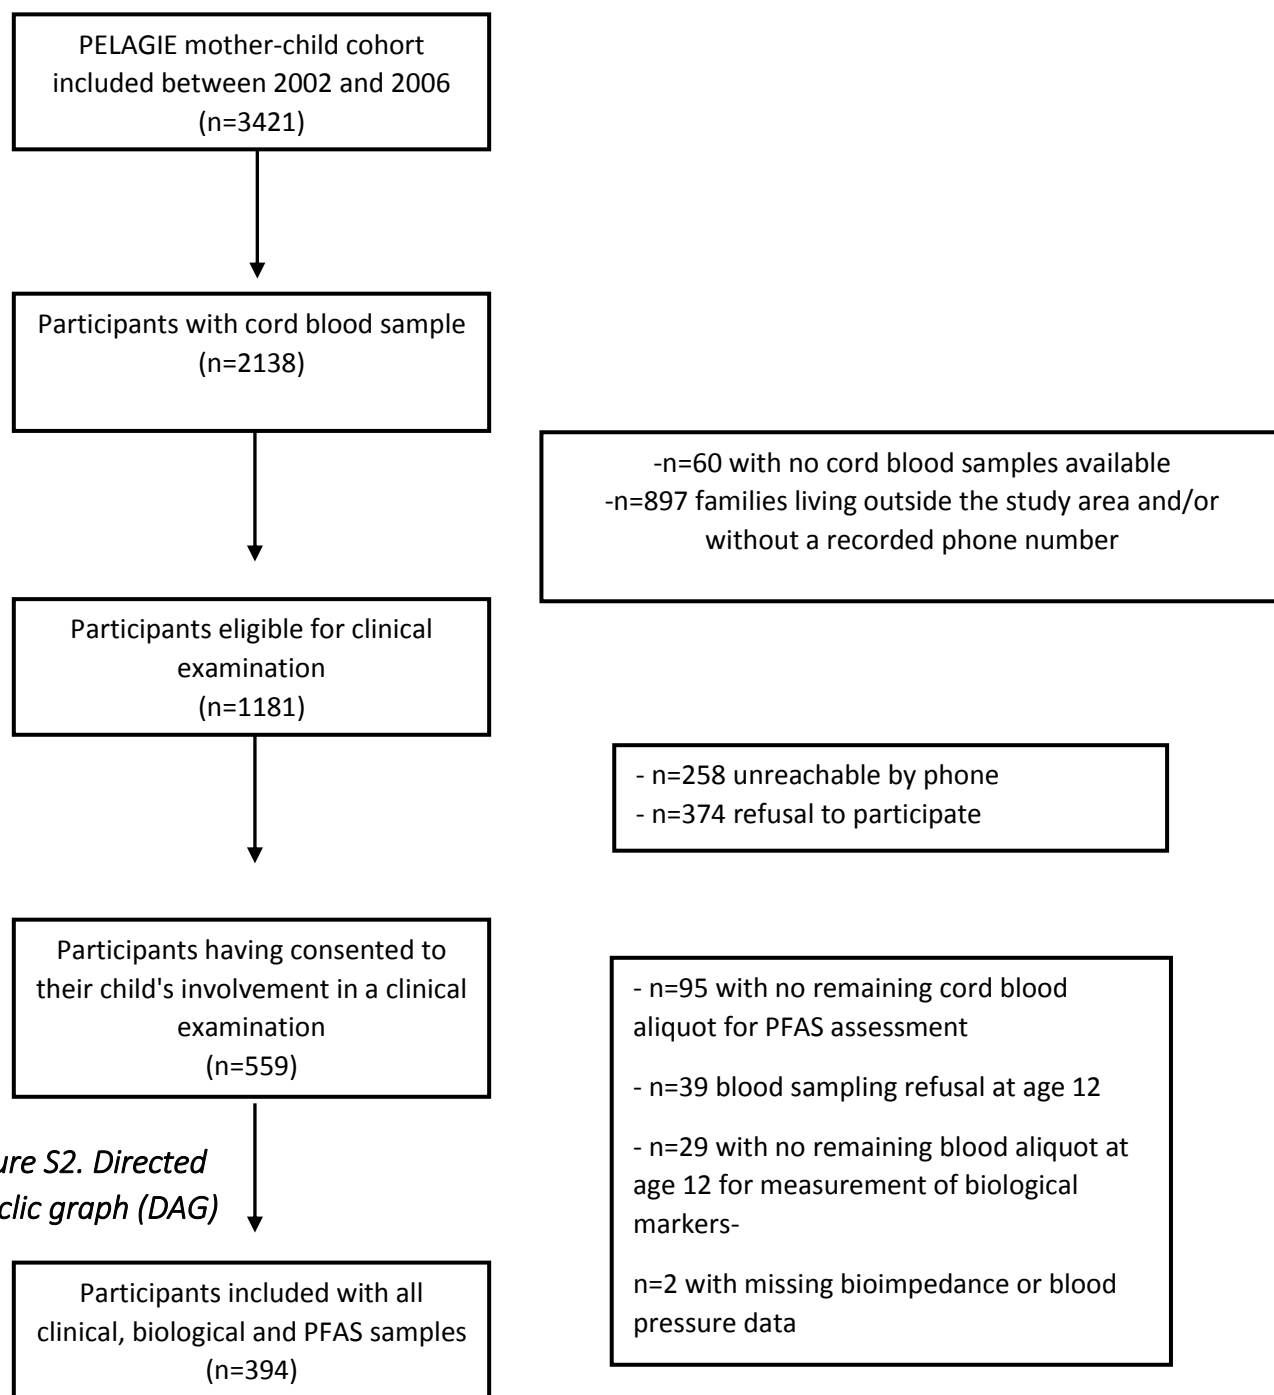 PELAGIE mother-child cohort
included between 2002 and 2006
(n=3421)
Participants with cord blood sample
(n=2138)
-n=60 with no cord blood samples available
-n=897 families living outside the study area and/or
without a recorded phone number
Participants eligible for clinical
examination
(n=1181)
- n=258 unreachable by phone
- n=374 refusal to participate
Participants having consented to
their child's involvement in a clinical
examination
(n=559)
- n=95 with no remaining cord blood
aliquot for PFAS assessment
- n=39 blood sampling refusal at age 12
- n=29 with no remaining blood aliquot at
age 12 for measurement of biological
markers-
n=2 with missing bioimpedance or blood
pressure data
ure S2. Directed
clic graph (DAG)
Participants included with all
clinical, biological and PFAS samples
(n=394)